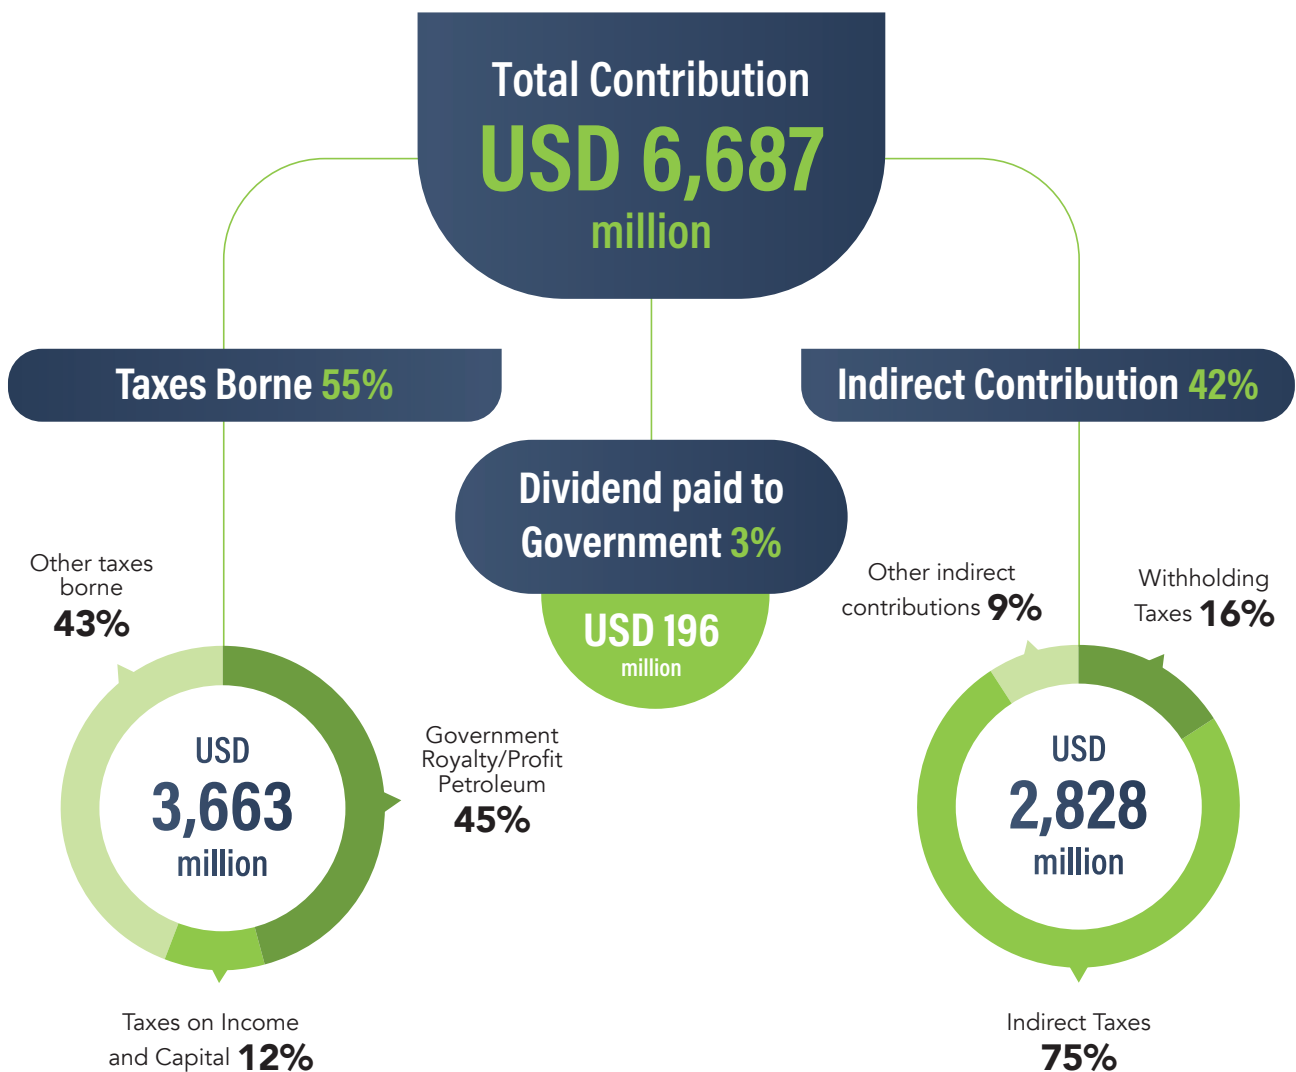 Total Contribution
USD 6,687
million
Taxes Borne 55%
Indirect Contribution 42%
Dividend paid to
Government 3%
USD 196
million
Other taxes
borne
43%
USD
3,663
million
Government
Royalty/Profit
Petroleum
45%
Taxes on Income
and Capital 12%
Other indirect
contributions 9%
Withholding
Taxes 16%
USD
2,828
million
Indirect Taxes
75%